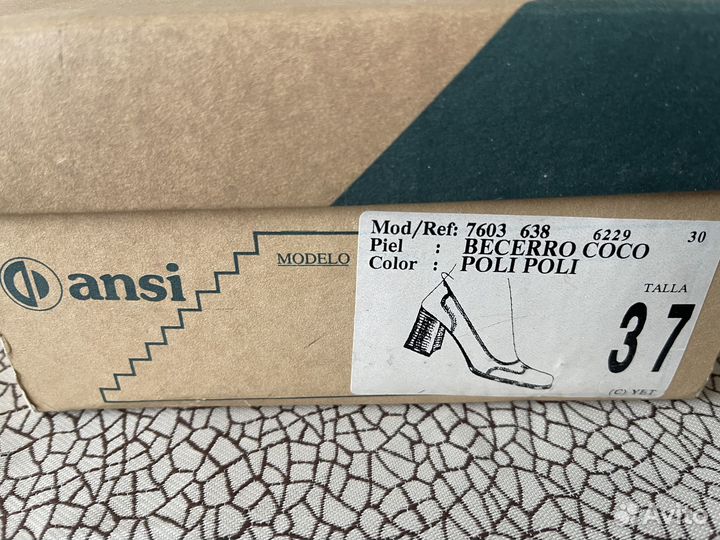 ansi
MODELO
Mod/Ref: 7603 638 6229 30
Piel : BECERRO COCO
Color : POLI POLI
TALLA
37
(C) YET
Avito